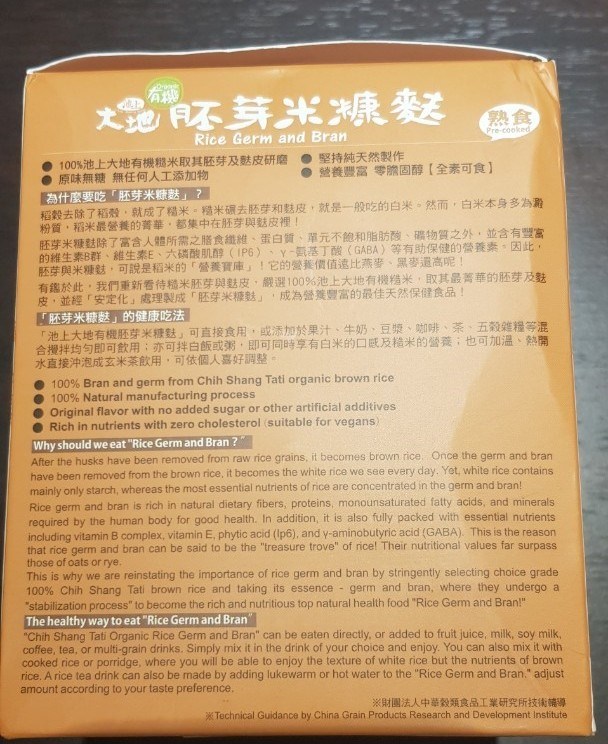 Organic
有機
池上
大地 胚芽米糠麩
熟食
Pre-cooked
Rice Germ and Bran
● 100%池上大地有機糙米取其胚芽及麩皮研磨 ● 堅持純天然製作
● 原味無糖 無任何人工添加物 ● 營養豐富 零膽固醇【全素可食】
為什麼要吃「胚芽米糠麩」?
稻穀去除了稻殼,就成了糙米。糙米碾去胚芽和麩皮,就是一般吃的白米。然而,白米本身多為澱
粉質,稻米最營養的菁華,都集中在胚芽與麩皮裡!
胚芽米糠麩除了富含人體所需之膳食纖維、蛋白質、單元不飽和脂肪酸、礦物質之外,並含有豐富
的維生素B群、維生素E、六磷酸肌醇(IP6)、γ-氨基丁酸(GABA)等有助保健的營養素。因此,
胚芽米糠麩,可說是稻米的「營養寶庫」!它的營養價值遠比燕麥、黑麥還高呢!
有鑑於此,我們重新看待糙米胚芽與麩皮,嚴選100%池上大地有機糙米,取其最菁華的胚芽及麩
皮,並經「安定化」處理製成「胚芽米糠麩」,成為營養豐富的最佳天然保健食品!
「胚芽米糠麩」的健康吃法
「池上大地有機胚芽米糠麩」可直接食用,或添加於果汁、牛奶、豆漿、咖啡、茶、五穀雜糧等混
合攪拌均勻即可飲用;亦可拌白飯或粥,即可同時享有白米的口感及糙米的營養;也可加溫、熱開
水直接沖泡成玄米茶飲用,可依個人喜好調整。
● 100% Bran and germ from Chih Shang Tati organic brown rice
● 100% Natural manufacturing process
● Original flavor with no added sugar or other artificial additives
● Rich in nutrients with zero cholesterol (suitable for vegans)
Why should we eat "Rice Germ and Bran ? "
After the husks have been removed from raw rice grains, it becomes brown rice. Once the germ and bran
have been removed from the brown rice, it becomes the white rice we see every day. Yet, white rice contains
mainly only starch, whereas the most essential nutrients of rice are concentrated in the germ and bran!
Rice germ and bran is rich in natural dietary fibers, proteins, monounsaturated fatty acids, and minerals
required by the human body for good health. In addition, it is also fully packed with essential nutrients
including vitamin B complex, vitamin E, phytic acid (Ip6), and γ-aminobutyric acid (GABA). This is the reason
that rice germ and bran can be said to be the "treasure trove" of rice! Their nutritional values far surpass
those of oats or rye.
This is why we are reinstating the importance of rice germ and bran by stringently selecting choice grade
100% Chih Shang Tati brown rice and taking its essence - germ and bran, where they undergo a
"stabilization process" to become the rich and nutritious top natural health food "Rice Germ and Bran!"
The healthy way to eat "Rice Germ and Bran"
"Chih Shang Tati Organic Rice Germ and Bran" can be eaten directly, or added to fruit juice, milk, soy milk,
coffee, tea, or multi-grain drinks. Simply mix it in the drink of your choice and enjoy. You can also mix it with
cooked rice or porridge, where you will be able to enjoy the texture of white rice but the nutrients of brown
rice. A rice tea drink can also be made by adding lukewarm or hot water to the "Rice Germ and Bran." adjust
amount according to your taste preference.
※財團法人中華穀類食品工業研究所技術輔導
※Technical Guidance by China Grain Products Research and Development Institute